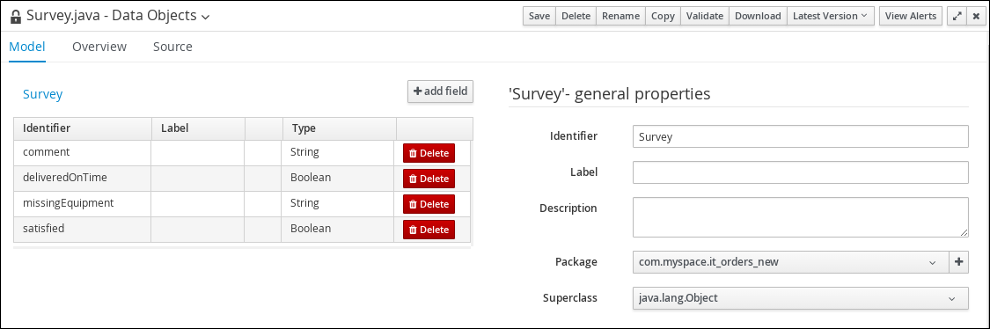 Survey.java - Data Objects
Save Delete Rename Copy Validate Download Latest Version View Alerts
Model Overview Source
Survey
+ add field
Identifier Label Type
comment String Delete
deliveredOnTime Boolean Delete
missingEquipment String Delete
satisfied Boolean Delete
'Survey'- general properties
Identifier Survey
Label
Description
Package com.myspace.it_orders_new
Superclass java.lang.Object